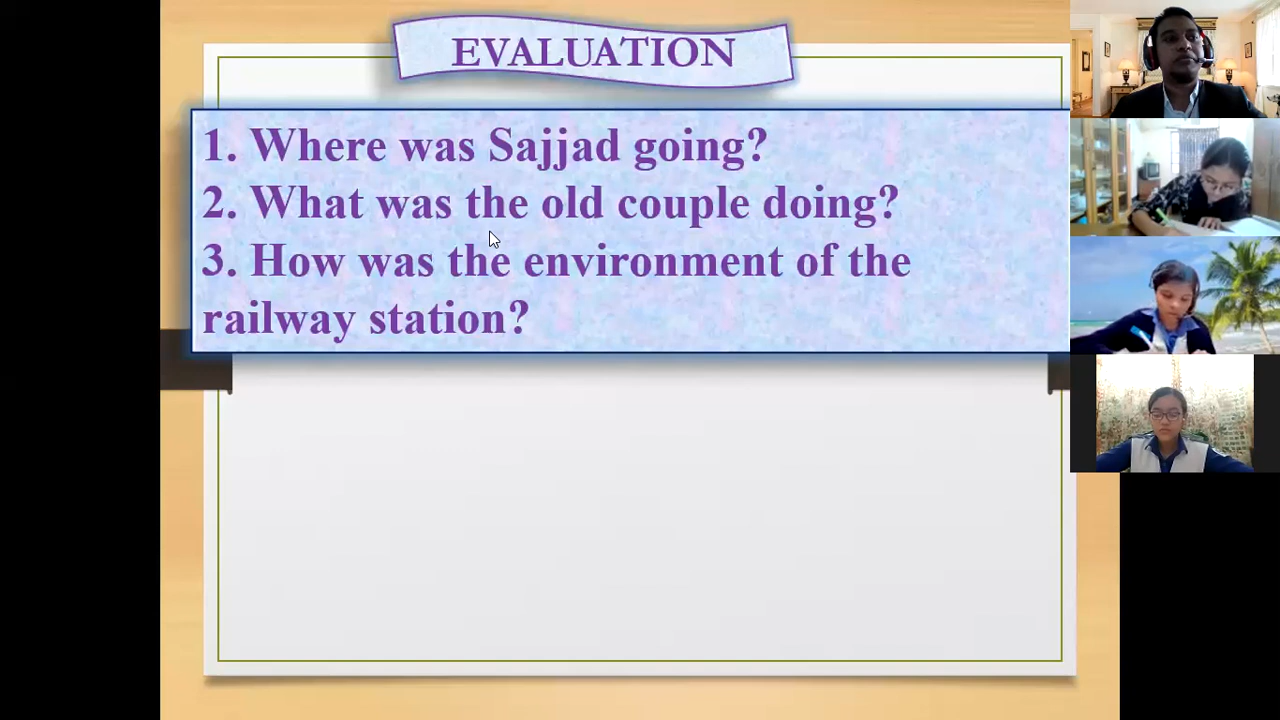 EVALUATION
1. Where was Sajjad going?
2. What was the old couple doing?
3. How was the environment of the
railway station?